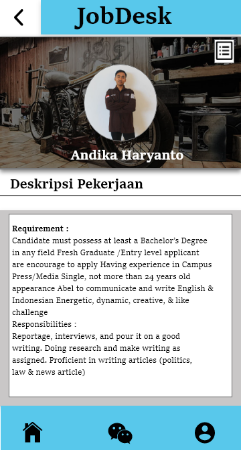 JobDesk
Andika Haryanto
Deskripsi Pekerjaan
Requirement :
Candidate must possess at least a Bachelor's Degree
in any field Fresh Graduate /Entry level applicant
are encourage to apply Having experience in Campus
Press/Media Single, not more than 24 years old
appearance Abel to communicate and write English &
Indonesian Energetic, dynamic, creative, & like
challenge
Responsibilities :
Reportage, interviews, and pour it on a good
writing. Doing research and make writing as
assigned. Proficient in writing articles (politics,
law & news article)